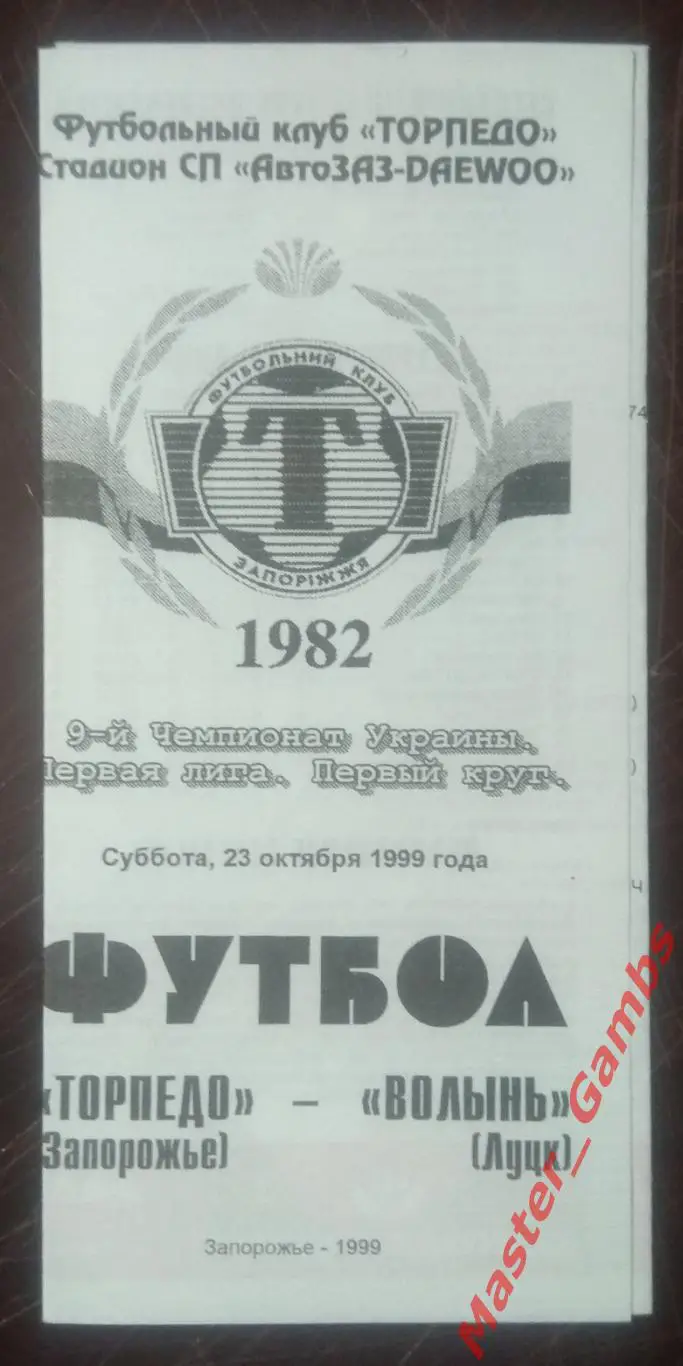 Футбольный клуб «ТОРПЕДО»
Стадион СП «АвтоЗАЗ-DAEWOO»
ФУТБОЛЬНИЙ КЛУБ
Т
ЗАПОРІЖЖЯ
1982
9-й Чемпионат Украины.
Первая лига. Первый круг.
Суббота, 23 октября 1999 года
ФУТБОЛ
«ТОРПЕДО» – «ВОЛЫНЬ»
Запорожье) (Луцк)
Запорожье - 1999
74
)
)
ч
Master_Gambs